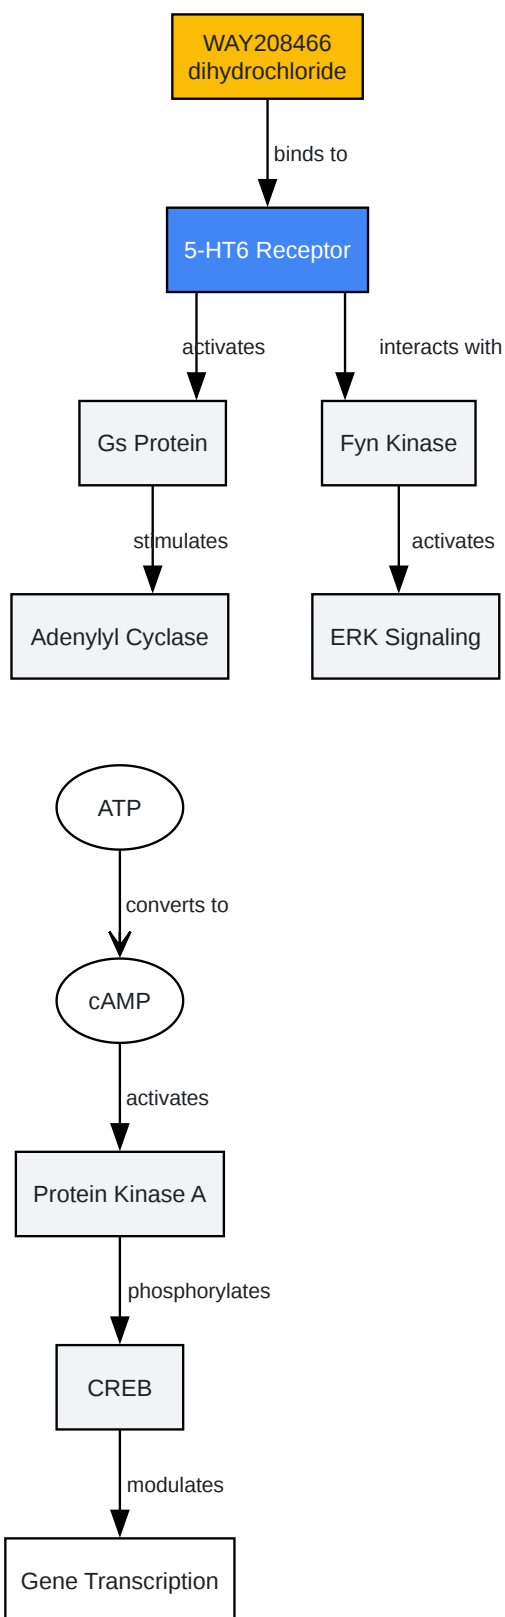 WAY208466
dihydrochloride
binds to
5-HT6 Receptor
activates
interacts with
Gs Protein
Fyn Kinase
stimulates
activates
Adenylyl Cyclase
ERK Signaling
ATP
converts to
cAMP
activates
Protein Kinase A
phosphorylates
CREB
modulates
Gene Transcription